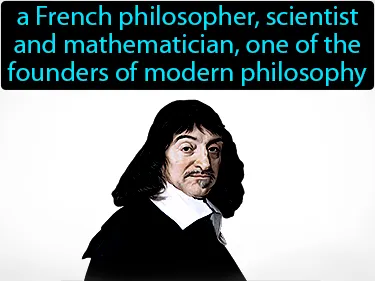 a French philosopher, scientist
and mathematician, one of the
founders of modern philosophy